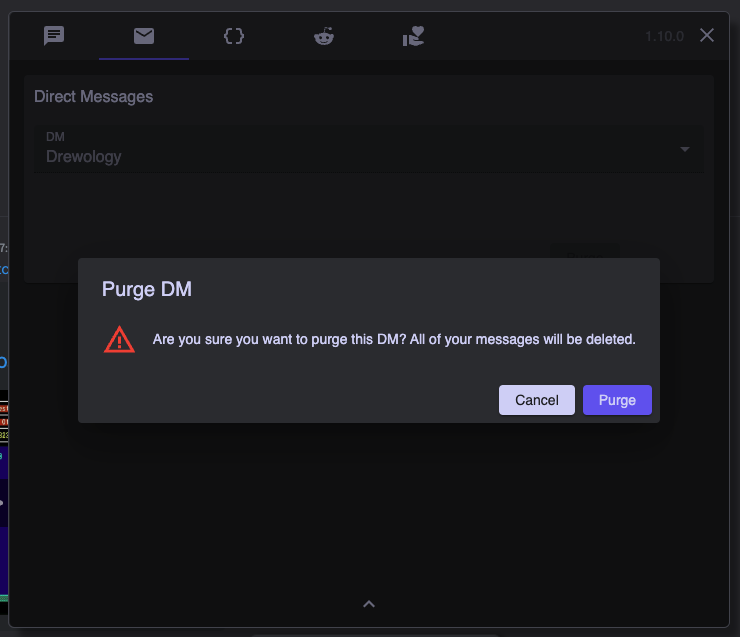 1.10.0
Direct Messages
DM
Drewology
Purge DM
Are you sure you want to purge this DM? All of your messages will be deleted.
Cancel
Purge